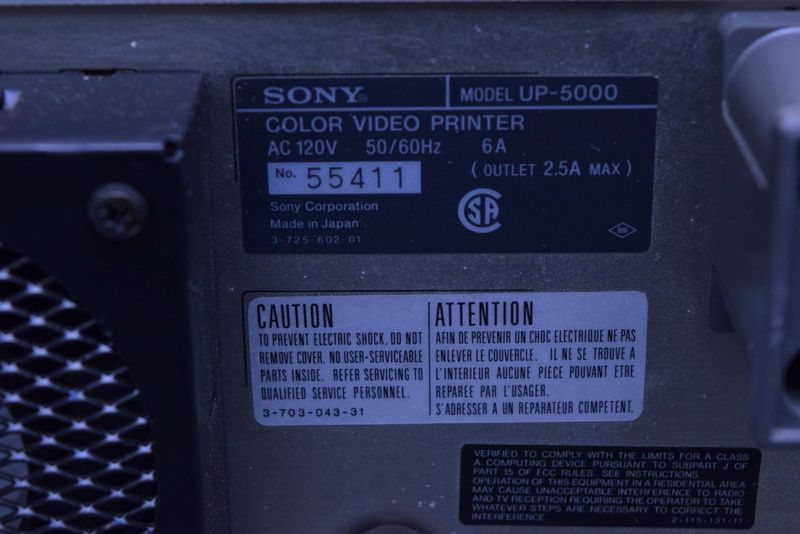 SONY® MODEL UP-5000
COLOR VIDEO PRINTER
AC 120V 50/60Hz 6A
No. 55411 ( OUTLET 2.5A MAX )
Sony Corporation
Made in Japan
3-725-602-01
SA
CAUTION
TO PREVENT ELECTRIC SHOCK, DO NOT
REMOVE COVER. NO USER-SERVICEABLE
PARTS INSIDE. REFER SERVICING TO
QUALIFIED SERVICE PERSONNEL.
3-703-043-31
ATTENTION
AFIN DE PREVENIR UN CHOC ELECTRIQUE NE PAS
ENLEVER LE COUVERCLE. IL NE SE TROUVE A
L'INTERIEUR AUCUNE PIECE POUVANT ETRE
REPAREE PAR L'USAGER.
S'ADRESSER A UN REPARATEUR COMPETENT.
VERIFIED TO COMPLY WITH THE LIMITS FOR A CLASS
A COMPUTING DEVICE PURSUANT TO SUBPART J OF
PART 15 OF FCC RULES. SEE INSTRUCTIONS.
OPERATION OF THIS EQUIPMENT IN A RESIDENTIAL AREA
MAY CAUSE UNACCEPTABLE INTERFERENCE TO RADIO
AND TV RECEPTION REQUIRING THE OPERATOR TO TAKE
WHATEVER STEPS ARE NECESSARY TO CORRECT THE
INTERFERENCE. 2-115-131-11